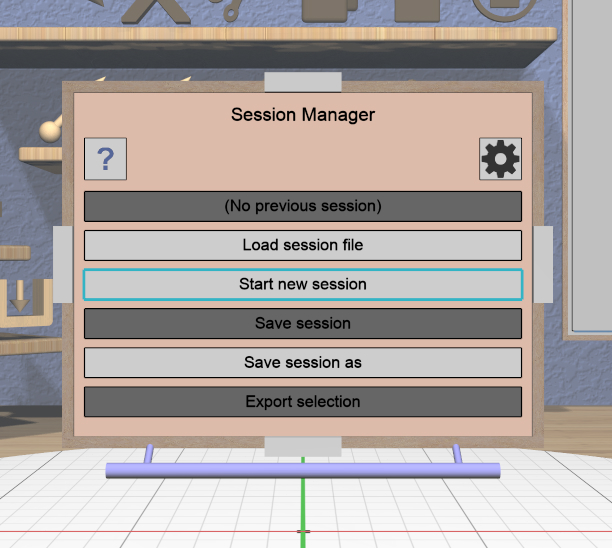 Session Manager
?
(No previous session)
Load session file
Start new session
Save session
Save session as
Export selection